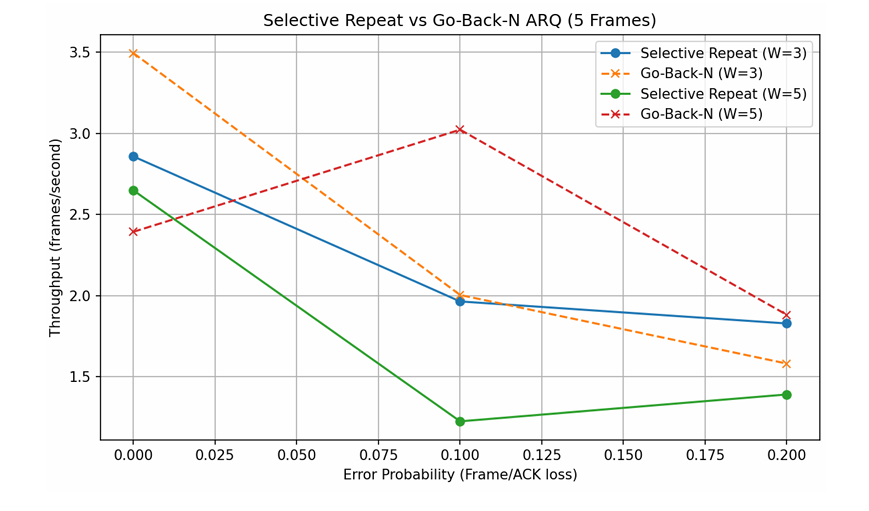 Selective Repeat vs Go-Back-N ARQ (5 Frames)
Selective Repeat (W=3)
Go-Back-N (W=3)
Selective Repeat (W=5)
Go-Back-N (W=5)
Throughput (frames/second)
3.5
3.0
2.5
2.0
1.5
0.000 0.025 0.050 0.075 0.100 0.125 0.150 0.175 0.200
Error Probability (Frame/ACK loss)